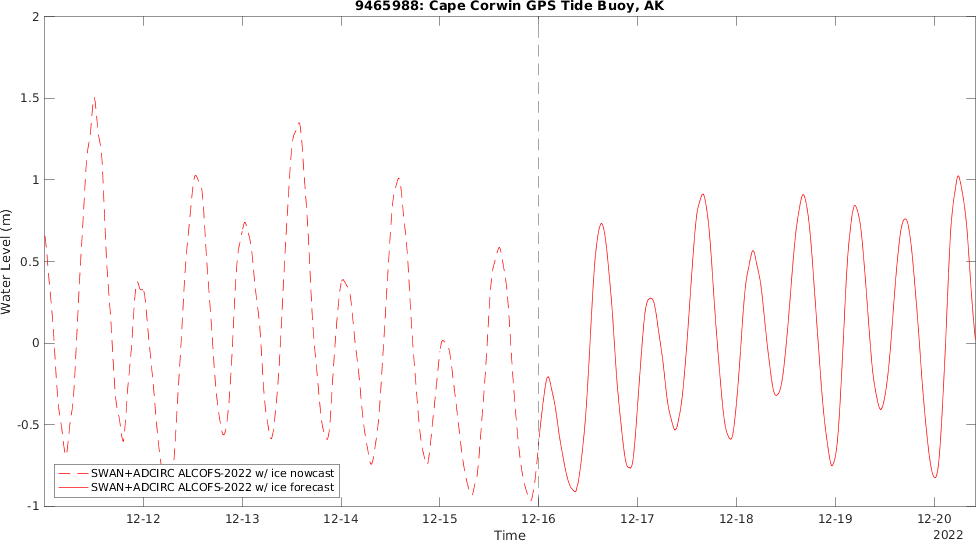 9465988: Cape Corwin GPS Tide Buoy, AK
2
1.5
1
0.5
0
-0.5
-1
Water Level (m)
SWAN+ADCIRC ALCOFS-2022 w/ ice nowcast
SWAN+ADCIRC ALCOFS-2022 w/ ice forecast
12-12 12-13 12-14 12-15 12-16 12-17 12-18 12-19 12-20
2022
Time